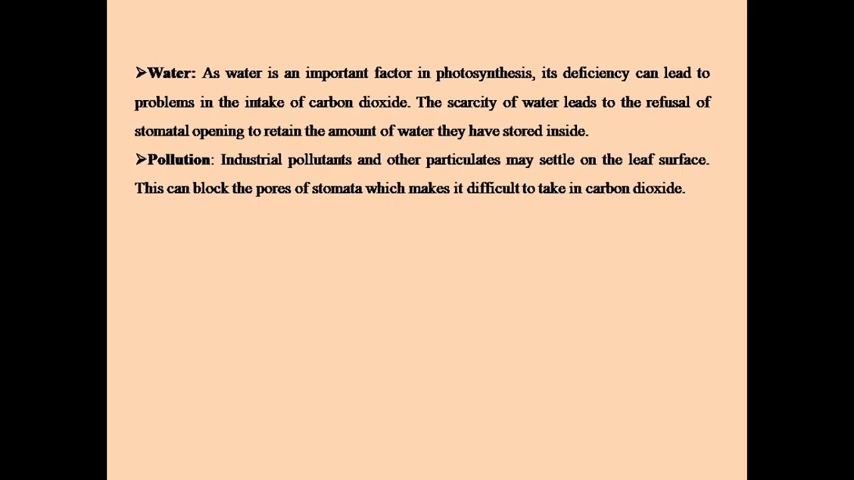 ➢Water: As water is an important factor in photosynthesis, its deficiency can lead to
problems in the intake of carbon dioxide. The scarcity of water leads to the refusal of
stomatal opening to retain the amount of water they have stored inside.
➢Pollution: Industrial pollutants and other particulates may settle on the leaf surface.
This can block the pores of stomata which makes it difficult to take in carbon dioxide.